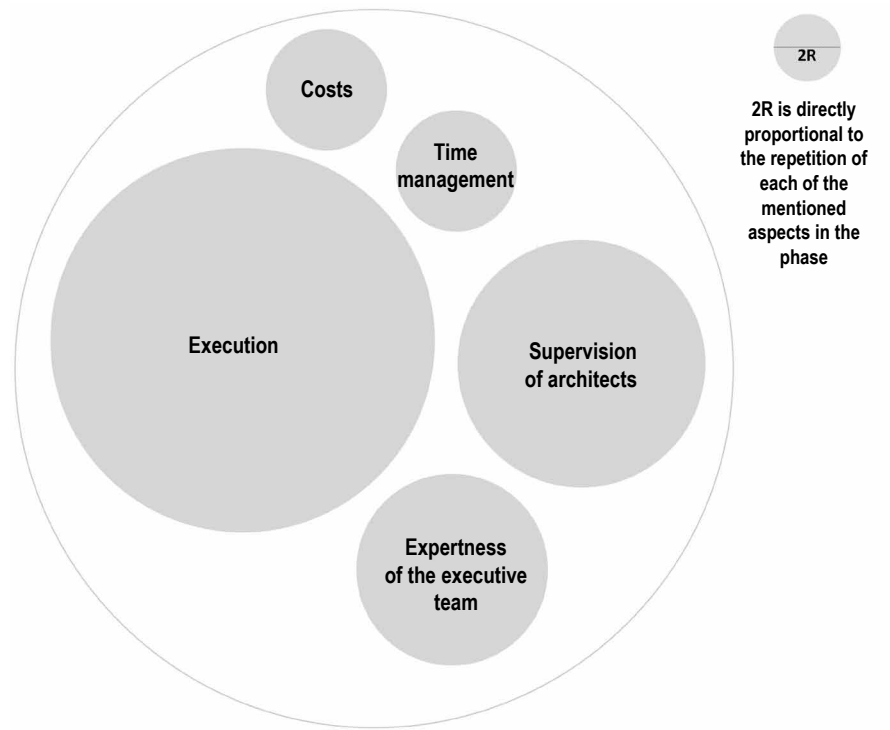 Costs
Time
management
Execution
Supervision
of architects
Expertness
of the executive
team
2R
2R is directly
proportional to
the repetition of
each of the
mentioned
aspects in the
phase